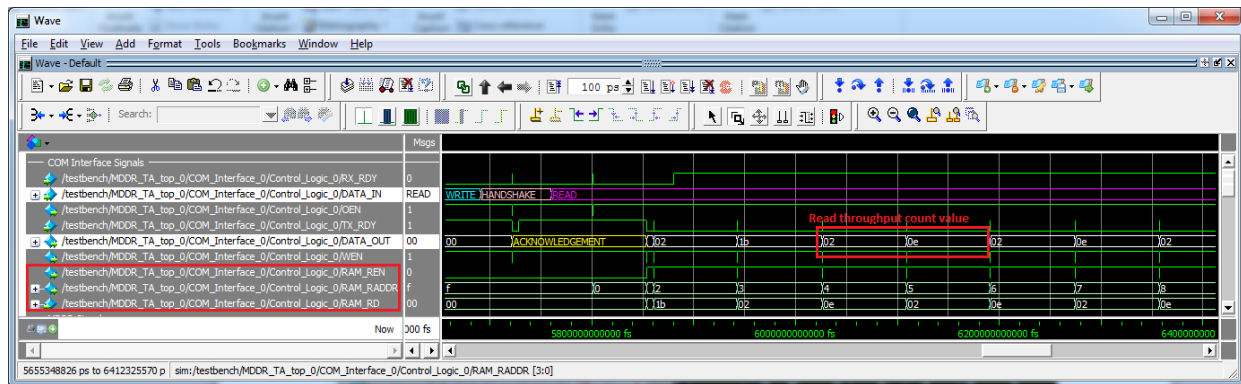 Wave
File Edit View Add Format Tools Bookmarks Window Help
Wave - Default
100 ps
Search:
Msgs
COM Interface Signals
/testbench/MDDR_TA_top_0/COM_Interface_0/Control_Logic_0/RX_RDY 0
/testbench/MDDR_TA_top_0/COM_Interface_0/Control_Logic_0/DATA_IN READ WRITE HANDSHAKE READ
/testbench/MDDR_TA_top_0/COM_Interface_0/Control_Logic_0/OEN 1
/testbench/MDDR_TA_top_0/COM_Interface_0/Control_Logic_0/TX_RDY 1 Read throughput count value
/testbench/MDDR_TA_top_0/COM_Interface_0/Control_Logic_0/DATA_OUT 00 00 ACKNOWLEDGEMENT 02 1b 02 0e 02 0e 02
/testbench/MDDR_TA_top_0/COM_Interface_0/Control_Logic_0/WEN 1
/testbench/MDDR_TA_top_0/COM_Interface_0/Control_Logic_0/RAM_REN 0
/testbench/MDDR_TA_top_0/COM_Interface_0/Control_Logic_0/RAM_RADDR f f 0 2 3 4 5 6 7 8
/testbench/MDDR_TA_top_0/COM_Interface_0/Control_Logic_0/RAM_RD 00 00 1b 02 0e 02 0e 02 0e
Now 000 fs 5800000000000 fs 6000000000000 fs 6200000000000 fs 6400000000
5655348826 ps to 6412325570 p sim:/testbench/MDDR_TA_top_0/COM_Interface_0/Control_Logic_0/RAM_RADDR [3:0]